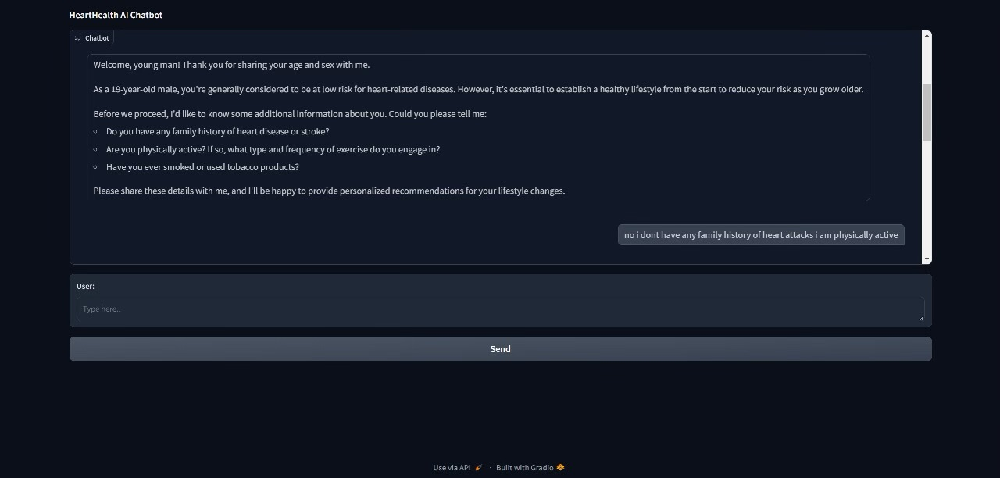 HeartHealth AI Chatbot
Chatbot
Welcome, young man! Thank you for sharing your age and sex with me.
As a 19-year-old male, you're generally considered to be at low risk for heart-related diseases. However, it's essential to establish a healthy lifestyle from the start to reduce your risk as you grow older.
Before we proceed, I'd like to know some additional information about you. Could you please tell me:
Do you have any family history of heart disease or stroke?
Are you physically active? If so, what type and frequency of exercise do you engage in?
Have you ever smoked or used tobacco products?
Please share these details with me, and I'll be happy to provide personalized recommendations for your lifestyle changes.
no i dont have any family history of heart attacks i am physically active
User:
Type here..
Send
Use via API · Built with Gradio